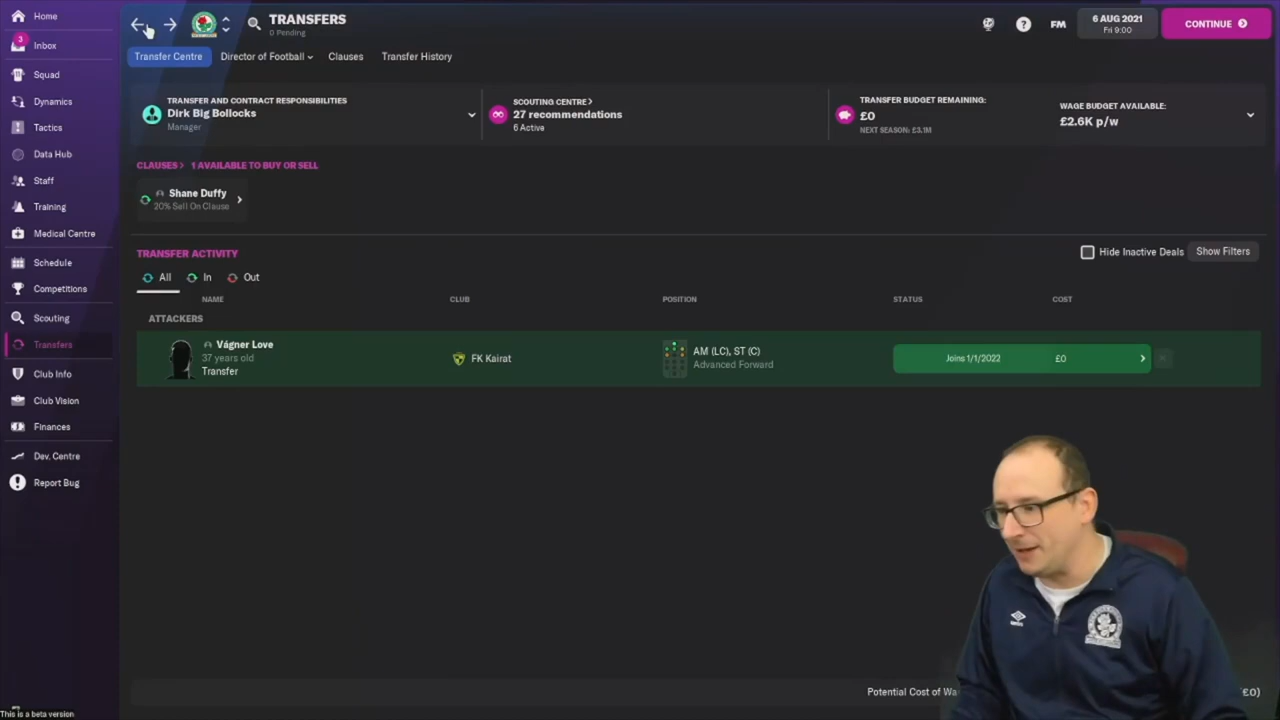 Home
TRANSFERS
0 Pending
FM
6 AUG 2021
Fri 9:00
CONTINUE
3
Inbox
Transfer Centre
Director of Football
Clauses
Transfer History
Squad
Dynamics
Tactics
Data Hub
Staff
Training
Medical Centre
Schedule
Competitions
Scouting
Transfers
Club Info
Club Vision
Finances
Dev. Centre
Report Bug
TRANSFER AND CONTRACT RESPONSIBILITIES
Dirk Big Bollocks
Manager
SCOUTING CENTRE >
27 recommendations
6 Active
TRANSFER BUDGET REMAINING:
£0
NEXT SEASON: £3.1M
WAGE BUDGET AVAILABLE:
£2.6K p/w
CLAUSES > 1 AVAILABLE TO BUY OR SELL
Shane Duffy
20% Sell On Clause
TRANSFER ACTIVITY
Hide Inactive Deals
Show Filters
All
In
Out
NAME
CLUB
POSITION
STATUS
COST
ATTACKERS
Vágner Love
37 years old
Transfer
FK Kairat
AM (LC), ST (C)
Advanced Forward
Joins 1/1/2022
£0
Potential Cost of Wa
£0)
This is a beta version